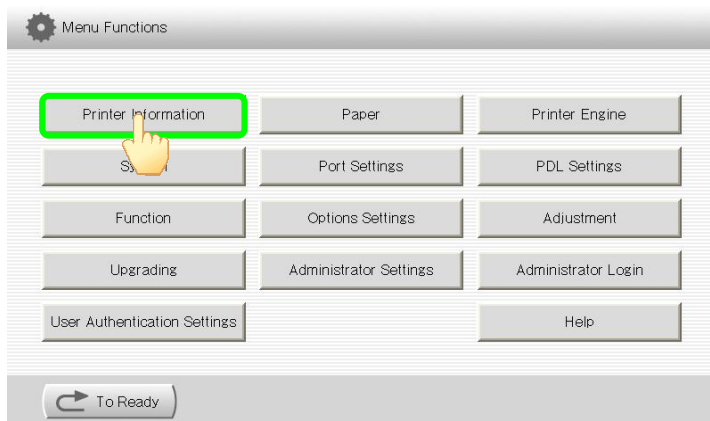 Menu Functions
Printer Information Paper Printer Engine
Port Settings PDL Settings
Function Options Settings Adjustment
Upgrading Administrator Settings Administrator Login
User Authentication Settings Help
To Ready